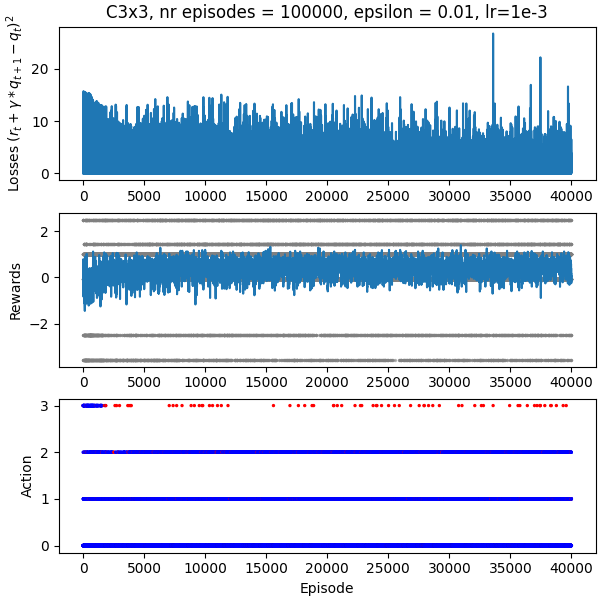 C3x3, nr episodes = 100000, epsilon = 0.01, lr=1e-3
Losses $(r_t + \gamma * q_{t+1} - q_t)^2$
20
10
0
0 5000 10000 15000 20000 25000 30000 35000 40000
Rewards
2
0
−2
0 5000 10000 15000 20000 25000 30000 35000 40000
Action
3
2
1
0
0 5000 10000 15000 20000 25000 30000 35000 40000
Episode